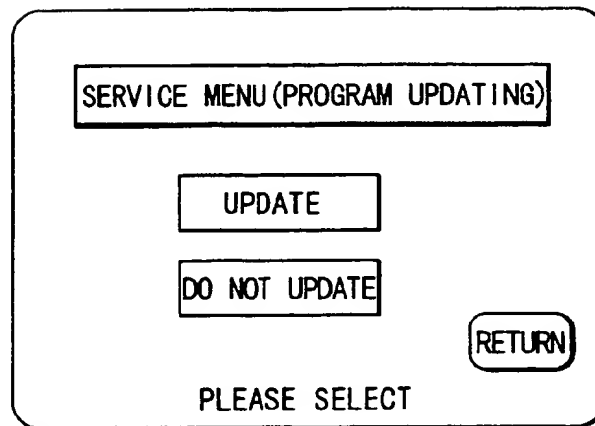 SERVICE MENU(PROGRAM UPDATING)
UPDATE
DO NOT UPDATE
RETURN
PLEASE SELECT